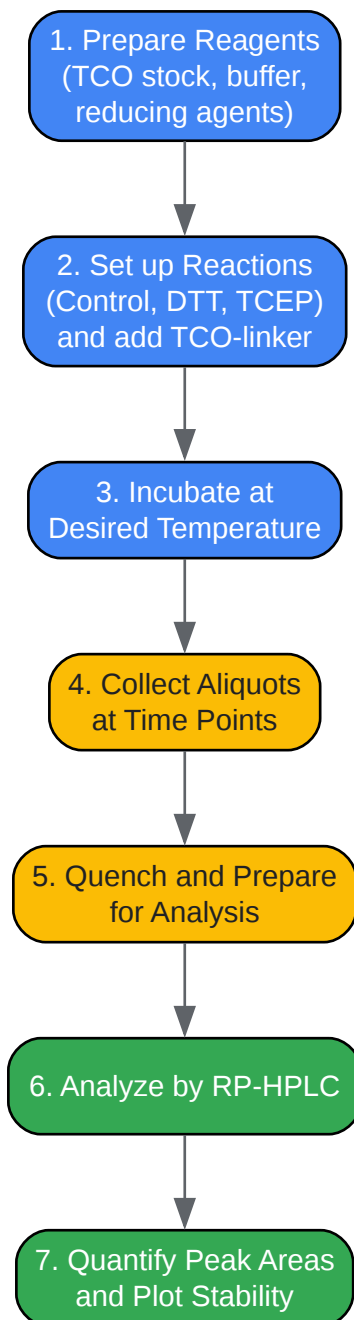 1. Prepare Reagents
(TCO stock, buffer,
reducing agents)
2. Set up Reactions
(Control, DTT, TCEP)
and add TCO-linker
3. Incubate at
Desired Temperature
4. Collect Aliquots
at Time Points
5. Quench and Prepare
for Analysis
6. Analyze by RP-HPLC
7. Quantify Peak Areas
and Plot Stability